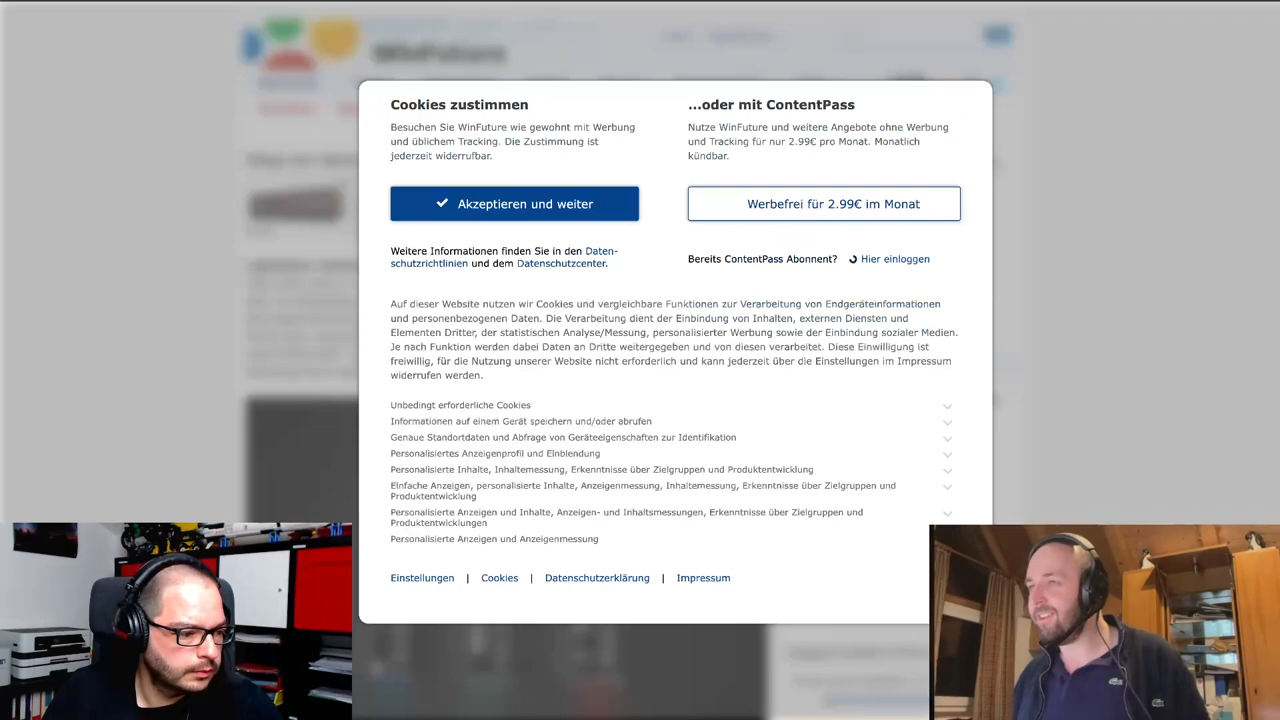 Cookies zustimmen
Besuchen Sie WinFuture wie gewohnt mit Werbung
und üblichem Tracking. Die Zustimmung ist
jederzeit widerrufbar.
Akzeptieren und weiter
Weitere Informationen finden Sie in den Daten-
schutzrichtlinien und dem Datenschutzcenter.
...oder mit ContentPass
Nutze WinFuture und weitere Angebote ohne Werbung
und Tracking für nur 2.99€ pro Monat. Monatlich
kündbar.
Werbefrei für 2.99€ im Monat
Bereits ContentPass Abonnent? Hier einloggen
Auf dieser Website nutzen wir Cookies und vergleichbare Funktionen zur Verarbeitung von Endgeräteinformationen
und personenbezogenen Daten. Die Verarbeitung dient der Einbindung von Inhalten, externen Diensten und
Elementen Dritter, der statistischen Analyse/Messung, personalisierter Werbung sowie der Einbindung sozialer Medien.
Je nach Funktion werden dabei Daten an Dritte weitergegeben und von diesen verarbeitet. Diese Einwilligung ist
freiwillig, für die Nutzung unserer Website nicht erforderlich und kann jederzeit über die Einstellungen im Impressum
widerrufen werden.
Unbedingt erforderliche Cookies
Informationen auf einem Gerät speichern und/oder abrufen
Genaue Standortdaten und Abfrage von Geräteeigenschaften zur Identifikation
Personalisiertes Anzeigenprofil und Einblendung
Personalisierte Inhalte, Inhaltemessung, Erkenntnisse über Zielgruppen und Produktentwicklung
Einfache Anzeigen, personalisierte Inhalte, Anzeigenmessung, Inhaltemessung, Erkenntnisse über Zielgruppen und
Produktentwicklung
Personalisierte Anzeigen und Inhalte, Anzeigen- und Inhaltsmessungen, Erkenntnisse über Zielgruppen und
Produktentwicklungen
Personalisierte Anzeigen und Anzeigenmessung
Einstellungen | Cookies | Datenschutzerklärung | Impressum